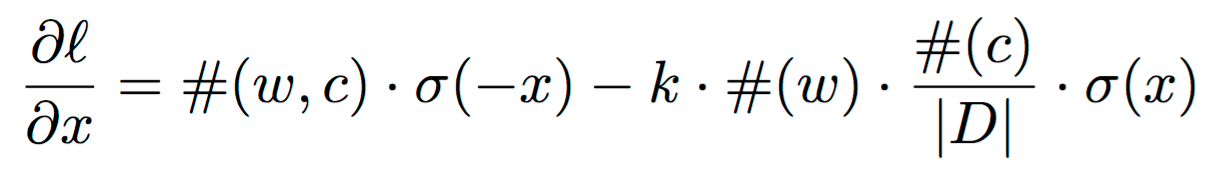 ∂ℓ/∂x = #(w, c) · σ(−x) − k · #(w) · #(c)/|D| · σ(x)